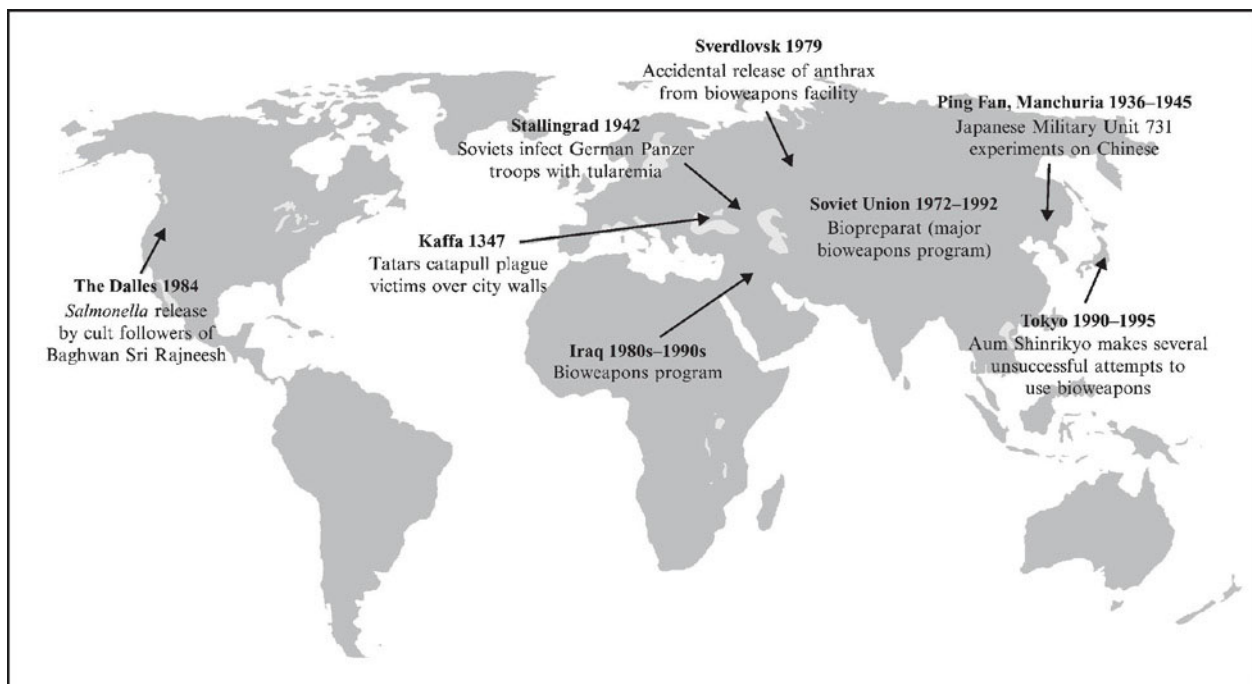 Sverdlovsk 1979
Accidental release of anthrax
from bioweapons facility
Ping Fan, Manchuria 1936–1945
Japanese Military Unit 731
experiments on Chinese
Stallingrad 1942
Soviets infect German Panzer
troops with tularemia
Soviet Union 1972–1992
Biopreparat (major
bioweapons program)
Kaffa 1347
Tatars catapull plague
victims over city walls
The Dalles 1984
Salmonella release
by cult followers of
Baghwan Sri Rajneesh
Iraq 1980s–1990s
Bioweapons program
Tokyo 1990–1995
Aum Shinrikyo makes several
unsuccessful attempts to
use bioweapons